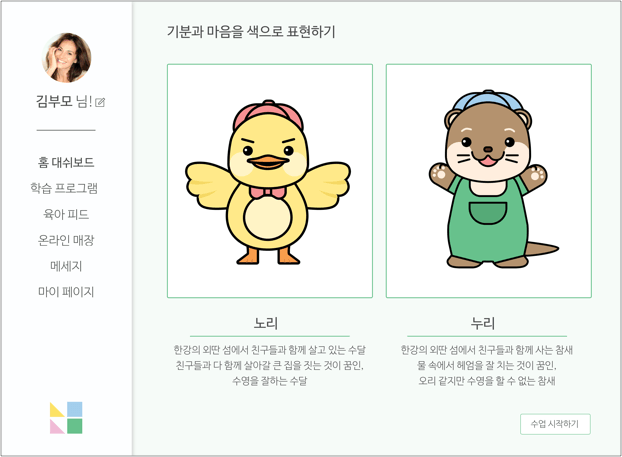 기분과 마음을 색으로 표현하기
김부모 님!
홈 대쉬보드
학습 프로그램
육아 피드
온라인 매장
메세지
마이 페이지
노리
한강의 외딴 섬에서 친구들과 함께 살고 있는 수달
친구들과 다 함께 살아갈 큰 집을 짓는 것이 꿈인,
수영을 잘하는 수달
누리
한강의 외딴 섬에서 친구들과 함께 사는 참새
물 속에서 헤엄을 잘 치는 것이 꿈인,
오리 같지만 수영을 할 수 없는 참새
수업 시작하기